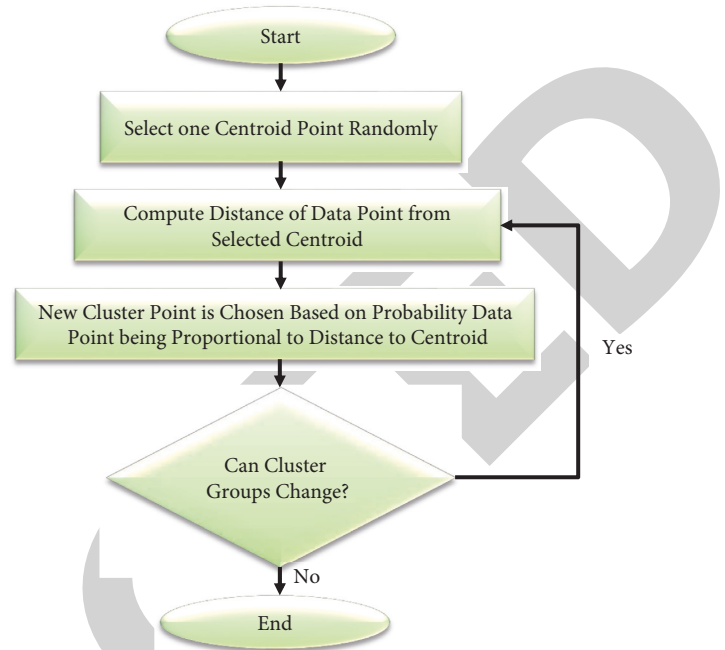 Start
Select one Centroid Point Randomly
Compute Distance of Data Point from
Selected Centroid
New Cluster Point is Chosen Based on Probability Data
Point being Proportional to Distance to Centroid
Yes
Can Cluster
Groups Change?
No
End